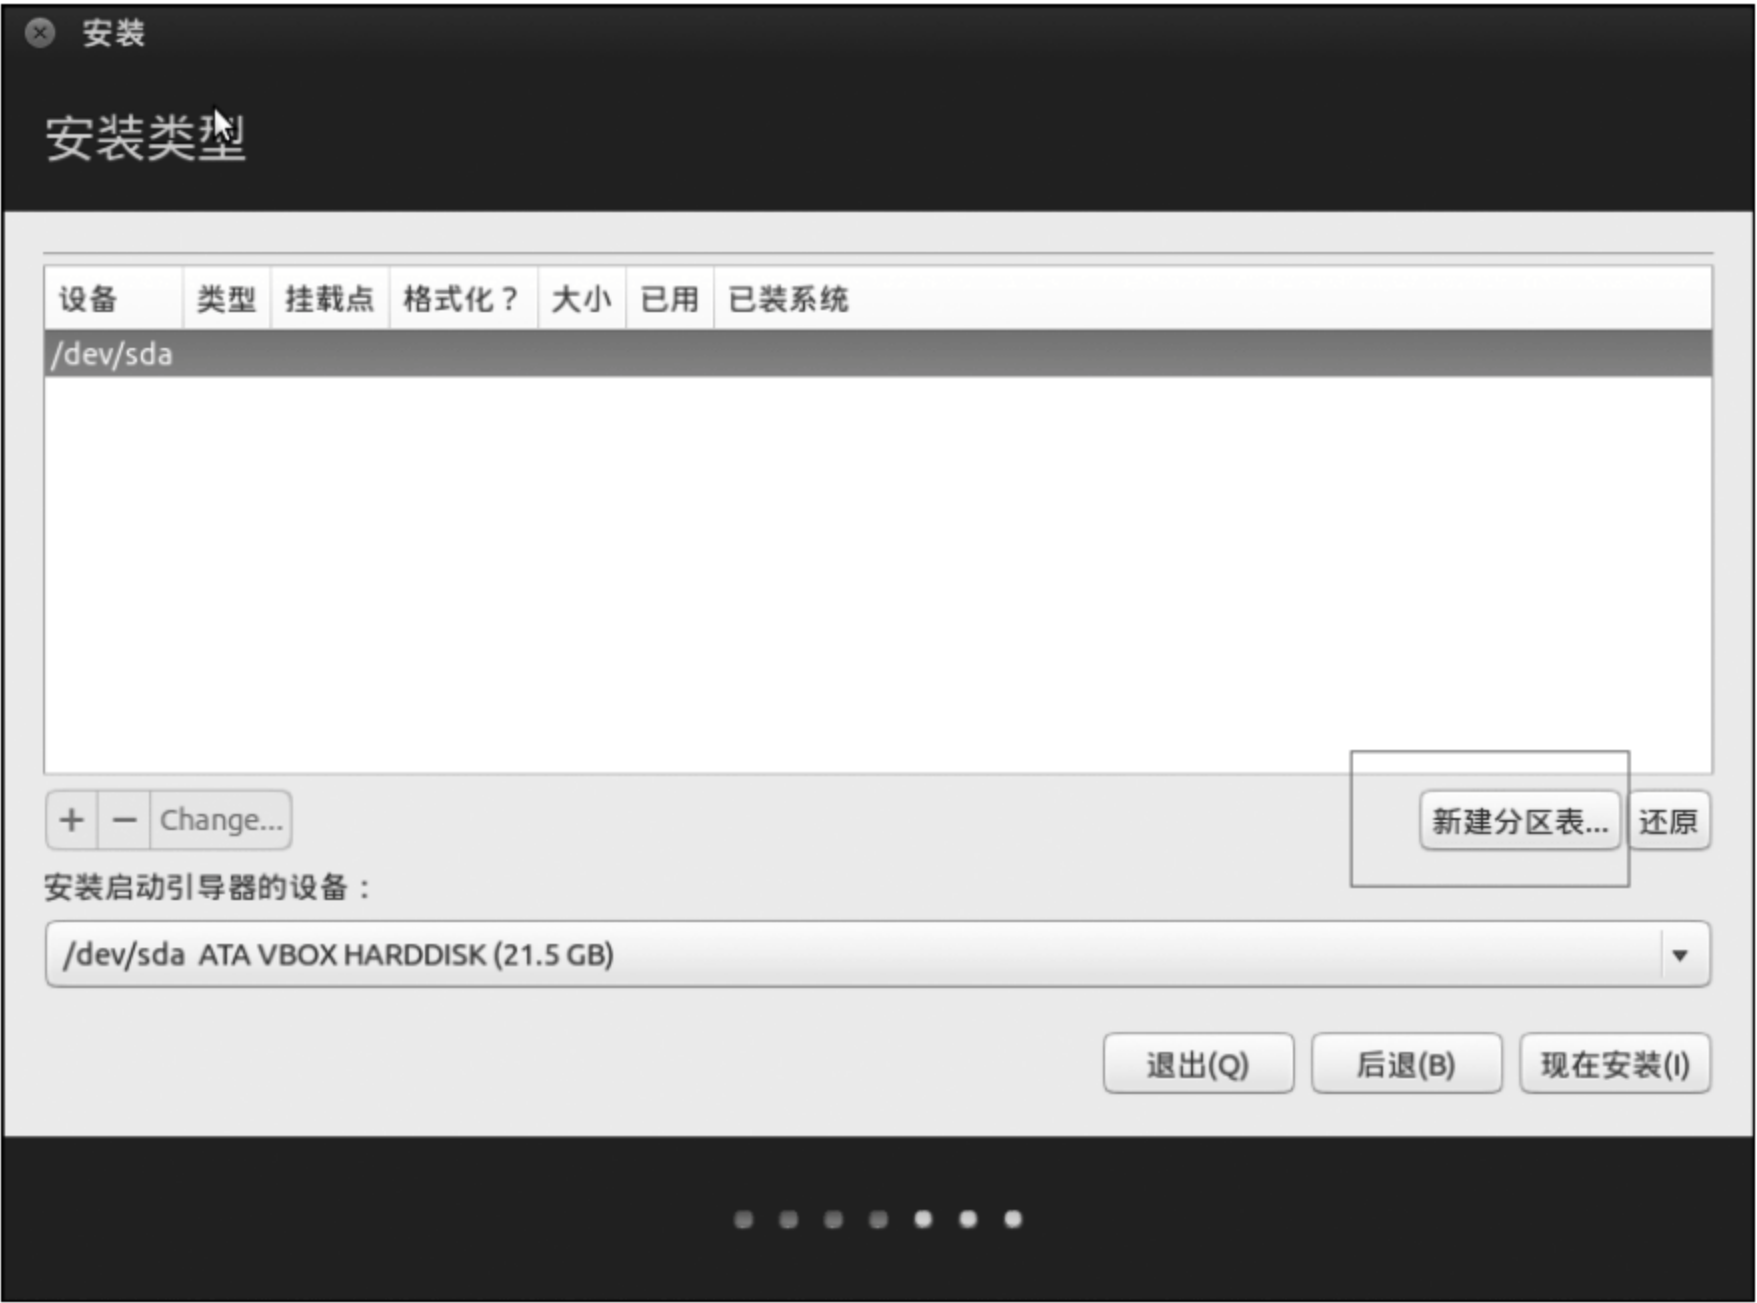 安装
安装类型
设备 类型 挂载点 格式化？ 大小 已用 已装系统
/dev/sda
+ − Change... 新建分区表... 还原
安装启动引导器的设备：
/dev/sda ATA VBOX HARDDISK (21.5 GB)
退出(Q) 后退(B) 现在安装(I)